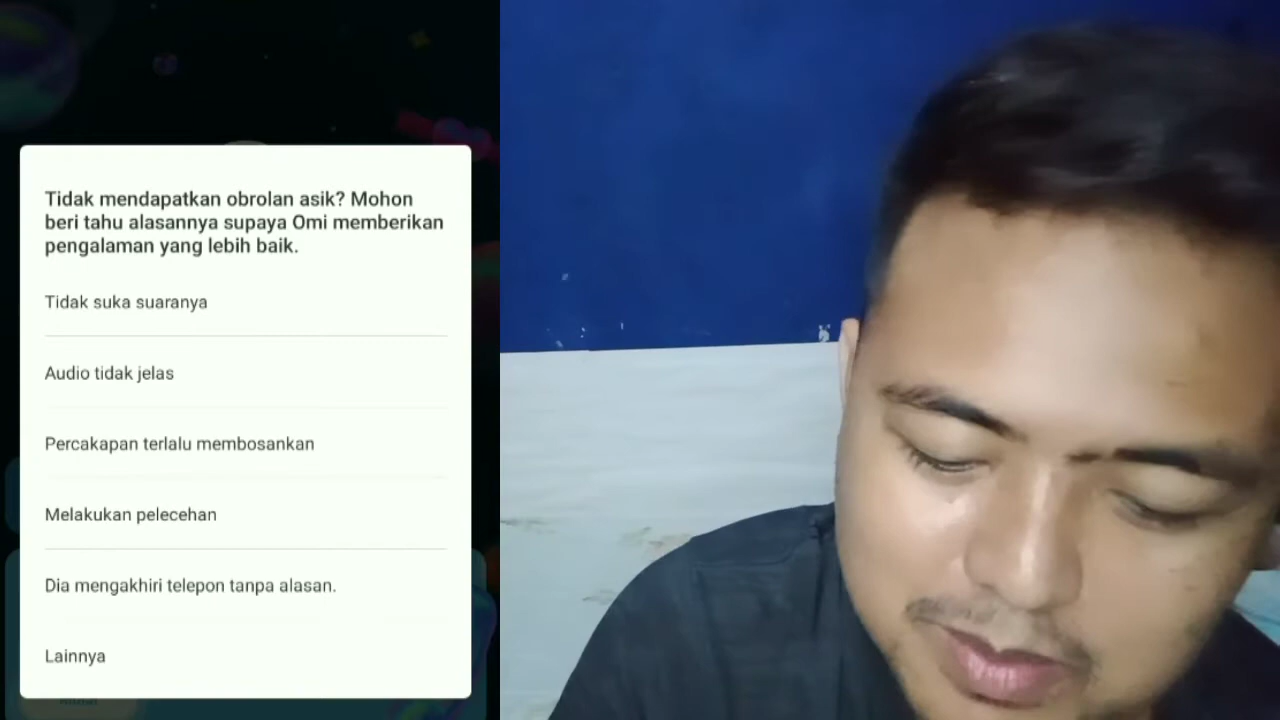 Tidak mendapatkan obrolan asik? Mohon
beri tahu alasannya supaya Omi memberikan
pengalaman yang lebih baik.
Tidak suka suaranya
Audio tidak jelas
Percakapan terlalu membosankan
Melakukan pelecehan
Dia mengakhiri telepon tanpa alasan.
Lainnya